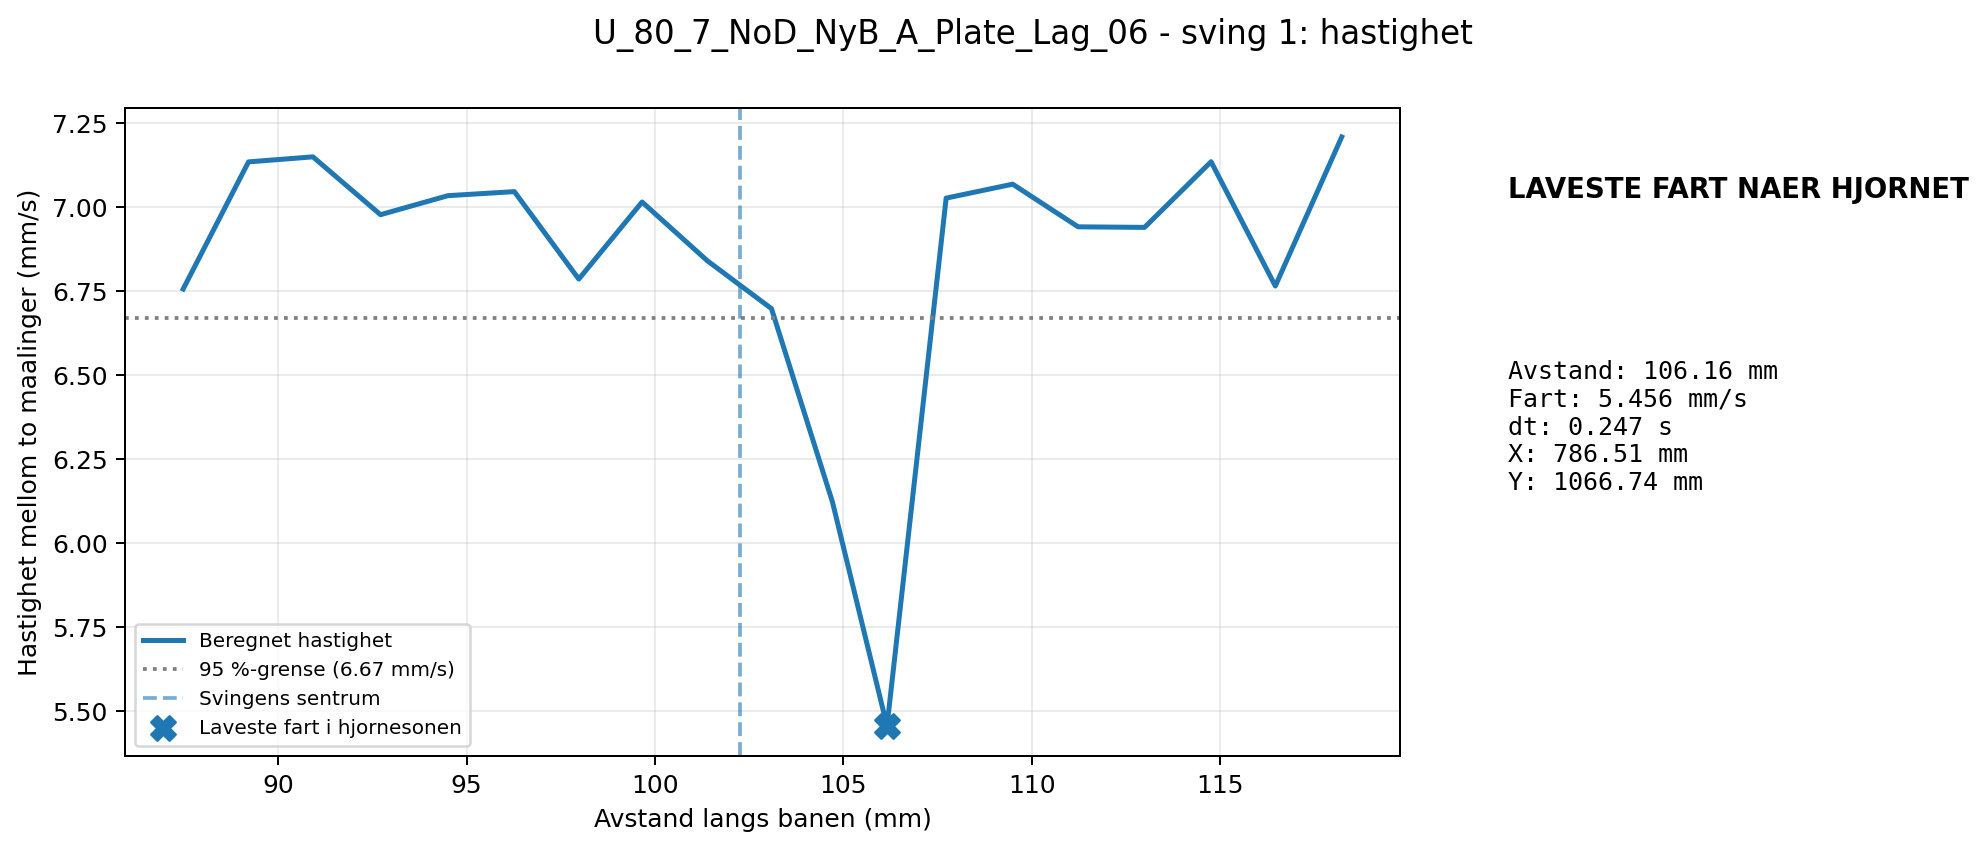 U_80_7_NoD_NyB_A_Plate_Lag_06 - sving 1: hastighet
Hastighet mellom to maalinger (mm/s)
7.25
7.00
6.75
6.50
6.25
6.00
5.75
5.50
Beregnet hastighet
95 %-grense (6.67 mm/s)
Svingens sentrum
Laveste fart i hjornesonen
90
95
100
105
110
115
Avstand langs banen (mm)
LAVESTE FART NAER HJORNET
Avstand: 106.16 mm
Fart: 5.456 mm/s
dt: 0.247 s
X: 786.51 mm
Y: 1066.74 mm